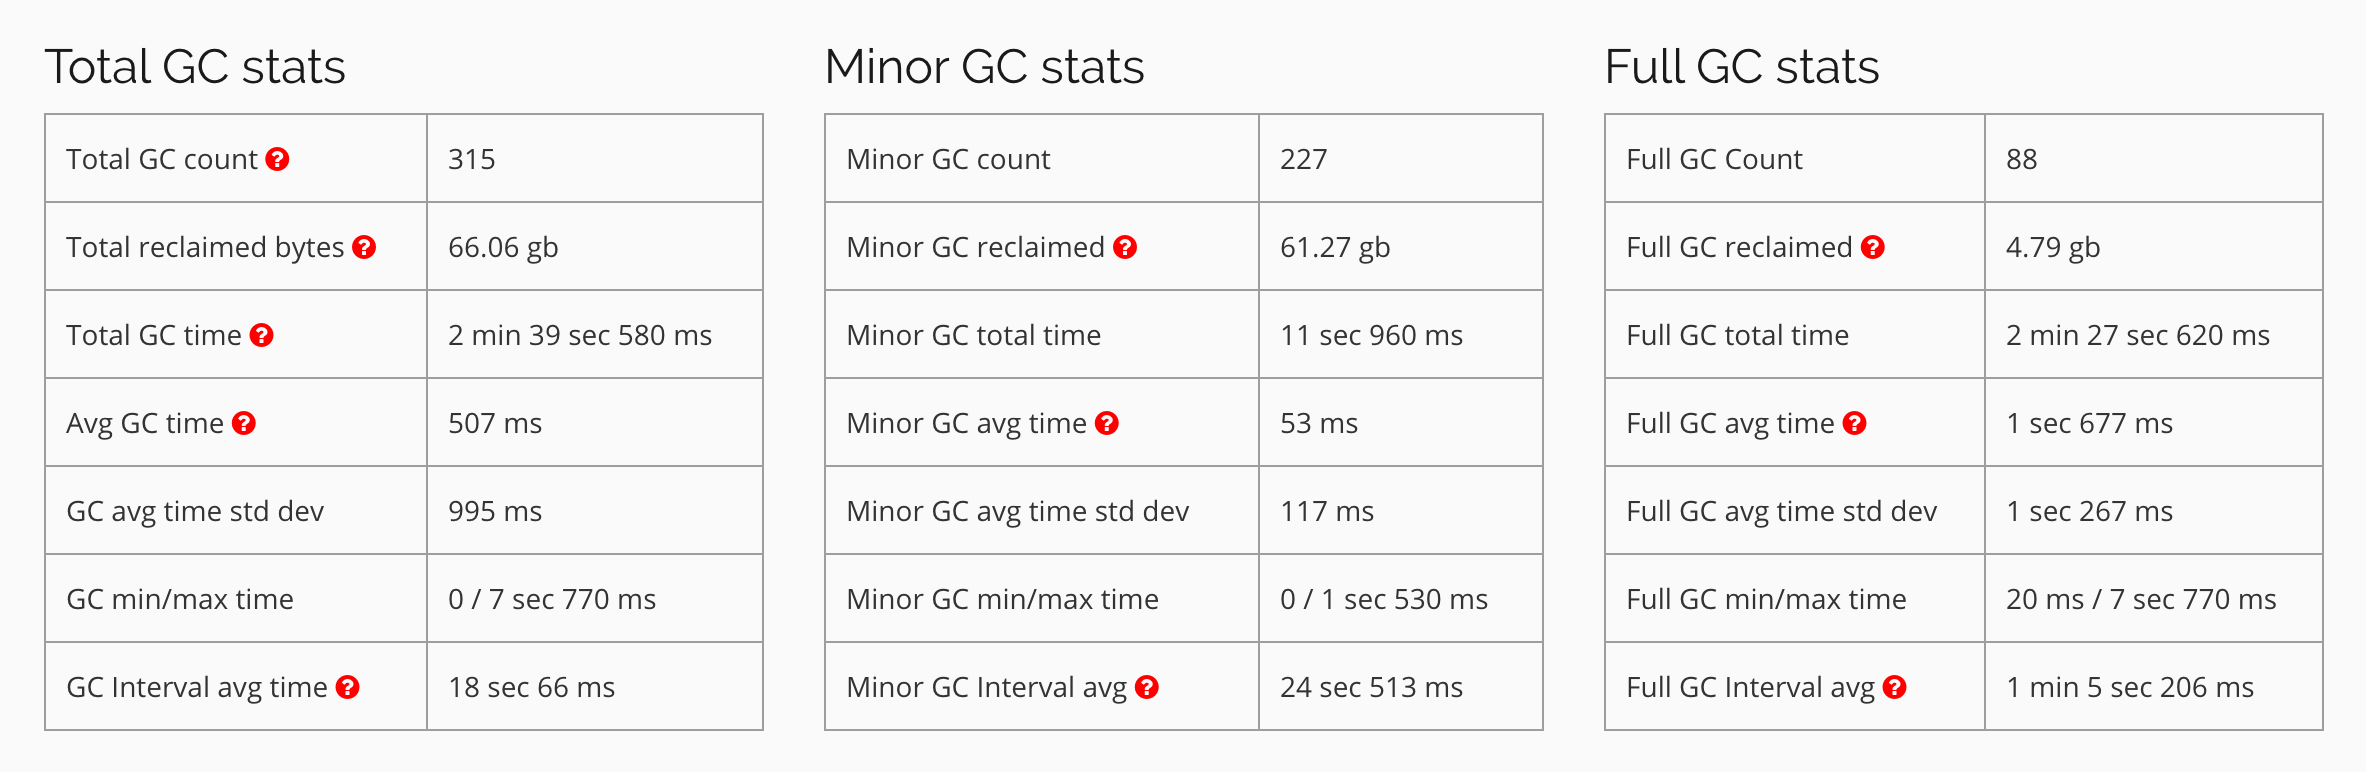 Total GC stats
Total GC count ? 315
Total reclaimed bytes ? 66.06 gb
Total GC time ? 2 min 39 sec 580 ms
Avg GC time ? 507 ms
GC avg time std dev 995 ms
GC min/max time 0 / 7 sec 770 ms
GC Interval avg time ? 18 sec 66 ms
Minor GC stats
Minor GC count 227
Minor GC reclaimed ? 61.27 gb
Minor GC total time 11 sec 960 ms
Minor GC avg time ? 53 ms
Minor GC avg time std dev 117 ms
Minor GC min/max time 0 / 1 sec 530 ms
Minor GC Interval avg ? 24 sec 513 ms
Full GC stats
Full GC Count 88
Full GC reclaimed ? 4.79 gb
Full GC total time 2 min 27 sec 620 ms
Full GC avg time ? 1 sec 677 ms
Full GC avg time std dev 1 sec 267 ms
Full GC min/max time 20 ms / 7 sec 770 ms
Full GC Interval avg ? 1 min 5 sec 206 ms